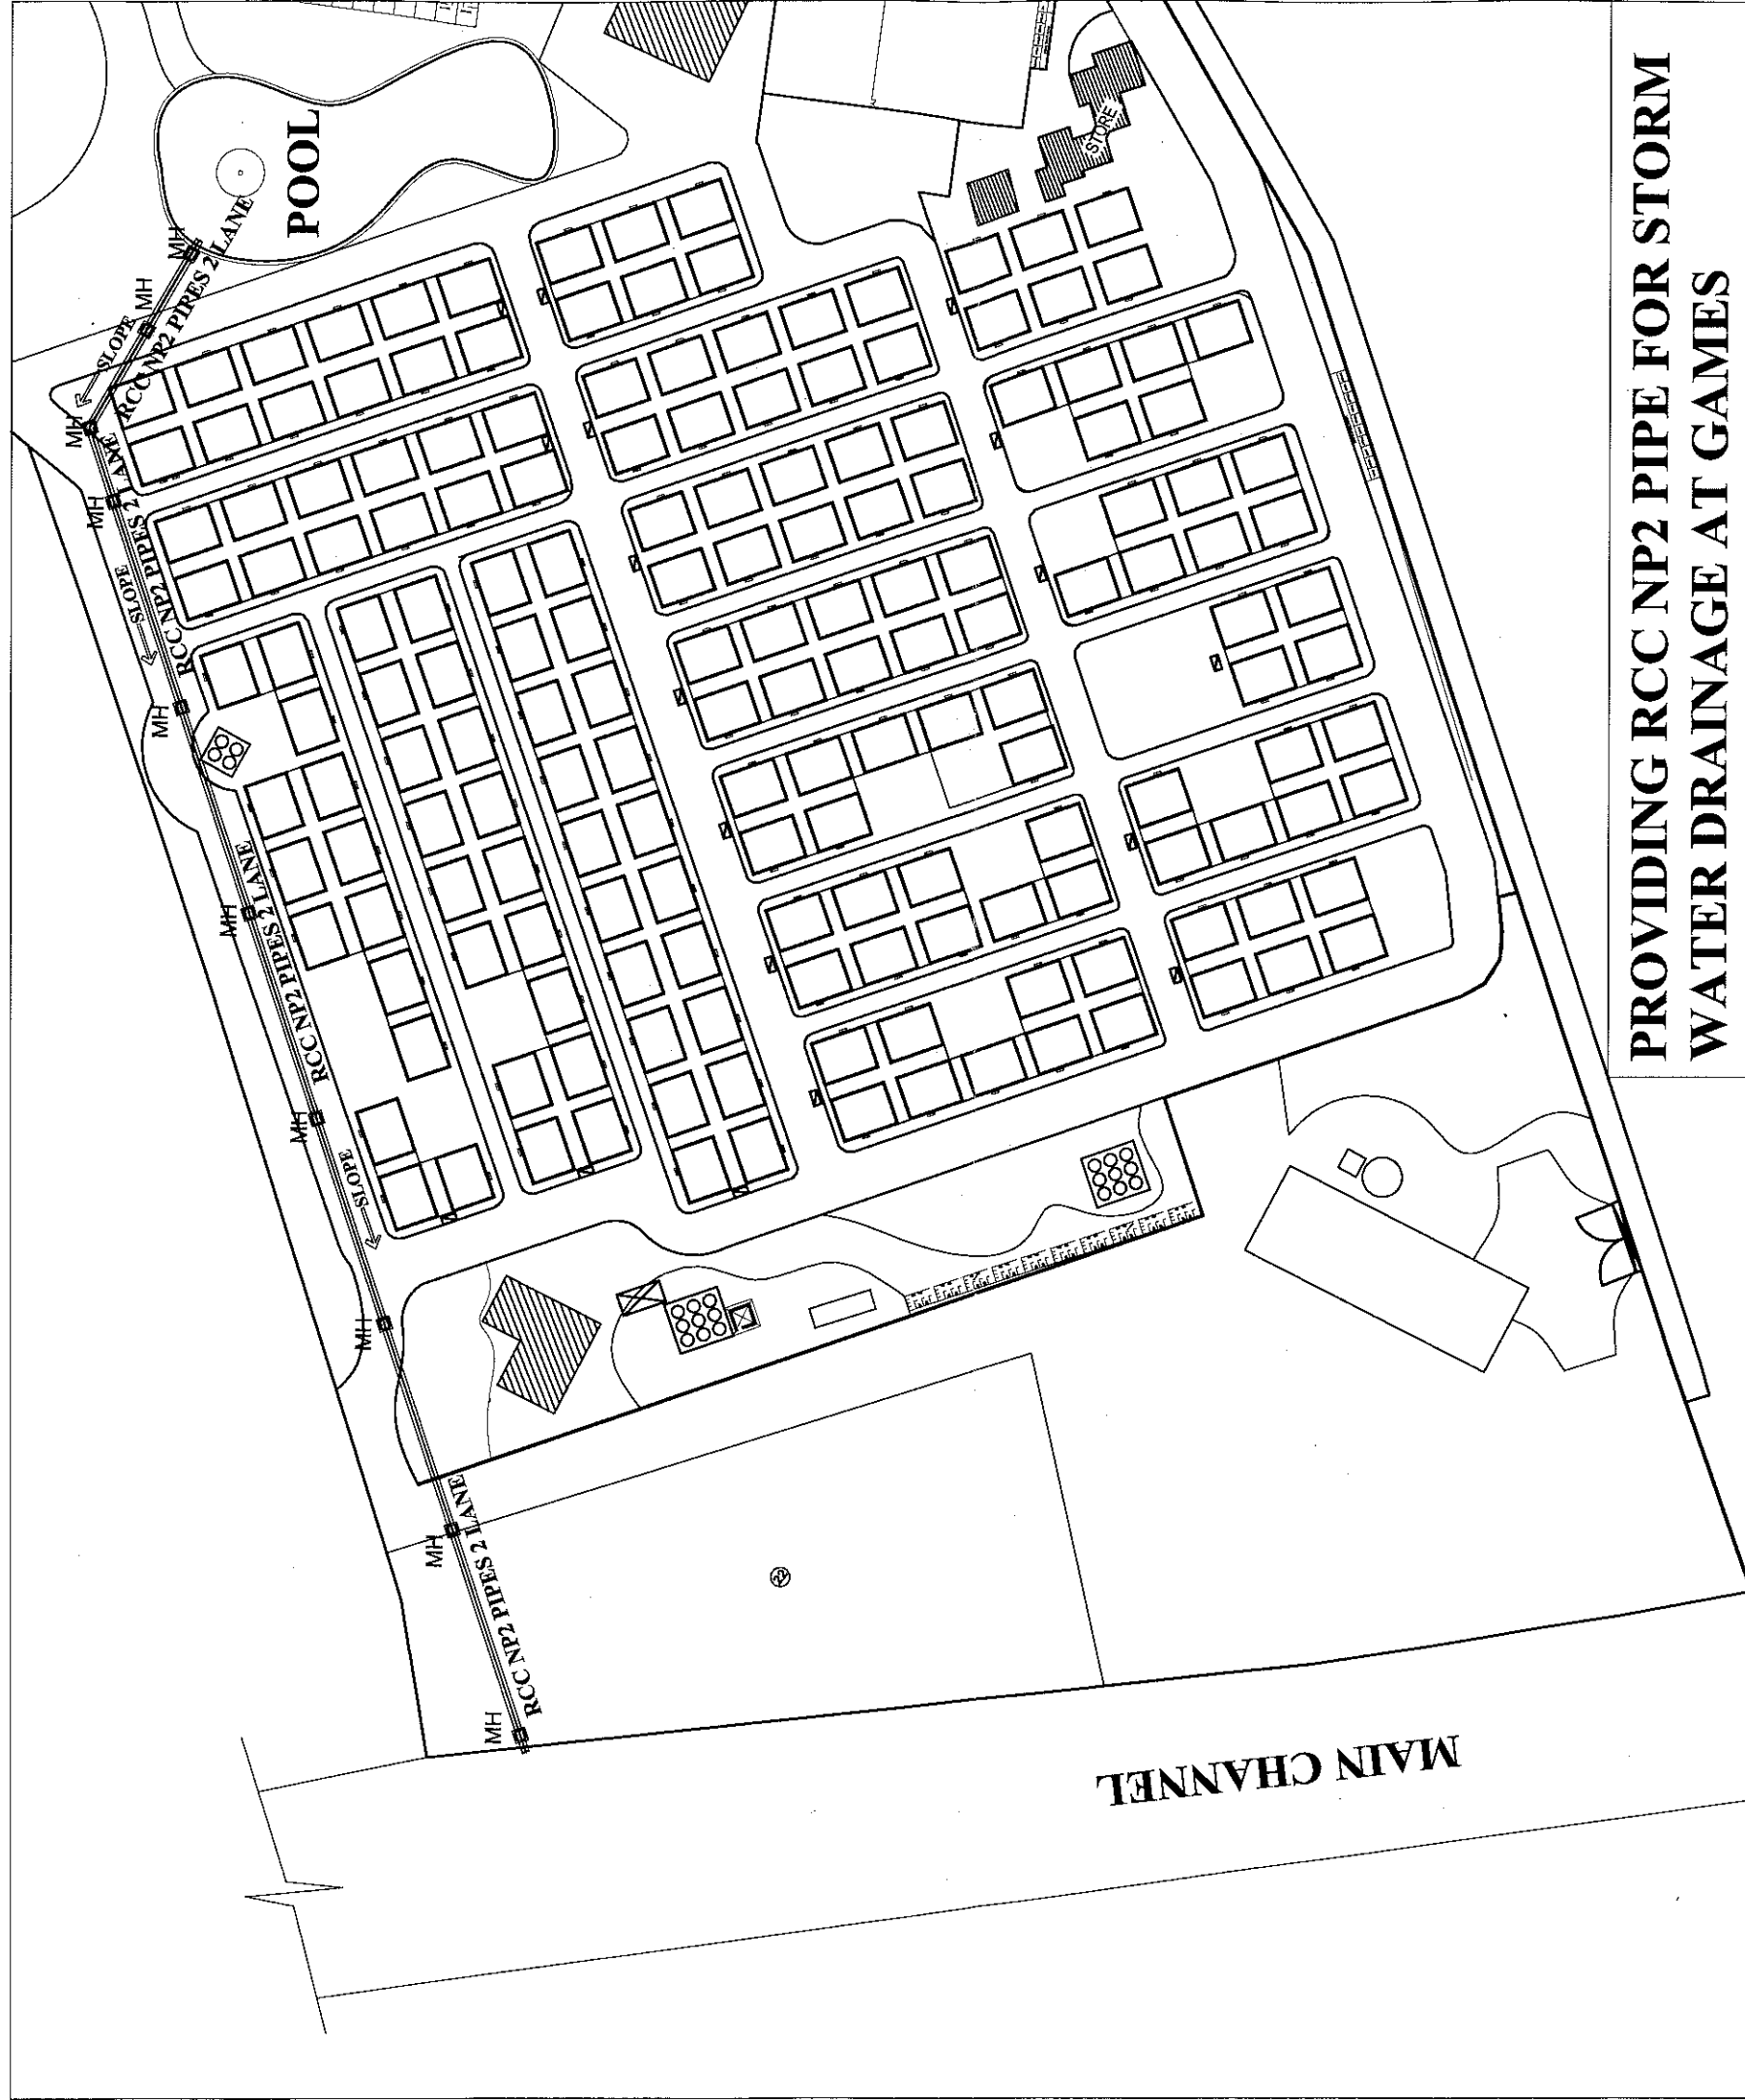 POOL
STORE
MH
MH
RCC NP2 PIPES 2 LANE
SLOPE
MH
MH
RCC NP2 PIPES 2 LANE
SLOPE
MH
MH
RCC NP2 PIPES 2 LANE
MH
SLOPE
MH
MH
RCC NP2 PIPES 2 LANE
MH
22
MAIN CHANNEL
PROVIDING RCC NP2 PIPE FOR STORM
WATER DRAINAGE AT GAMES